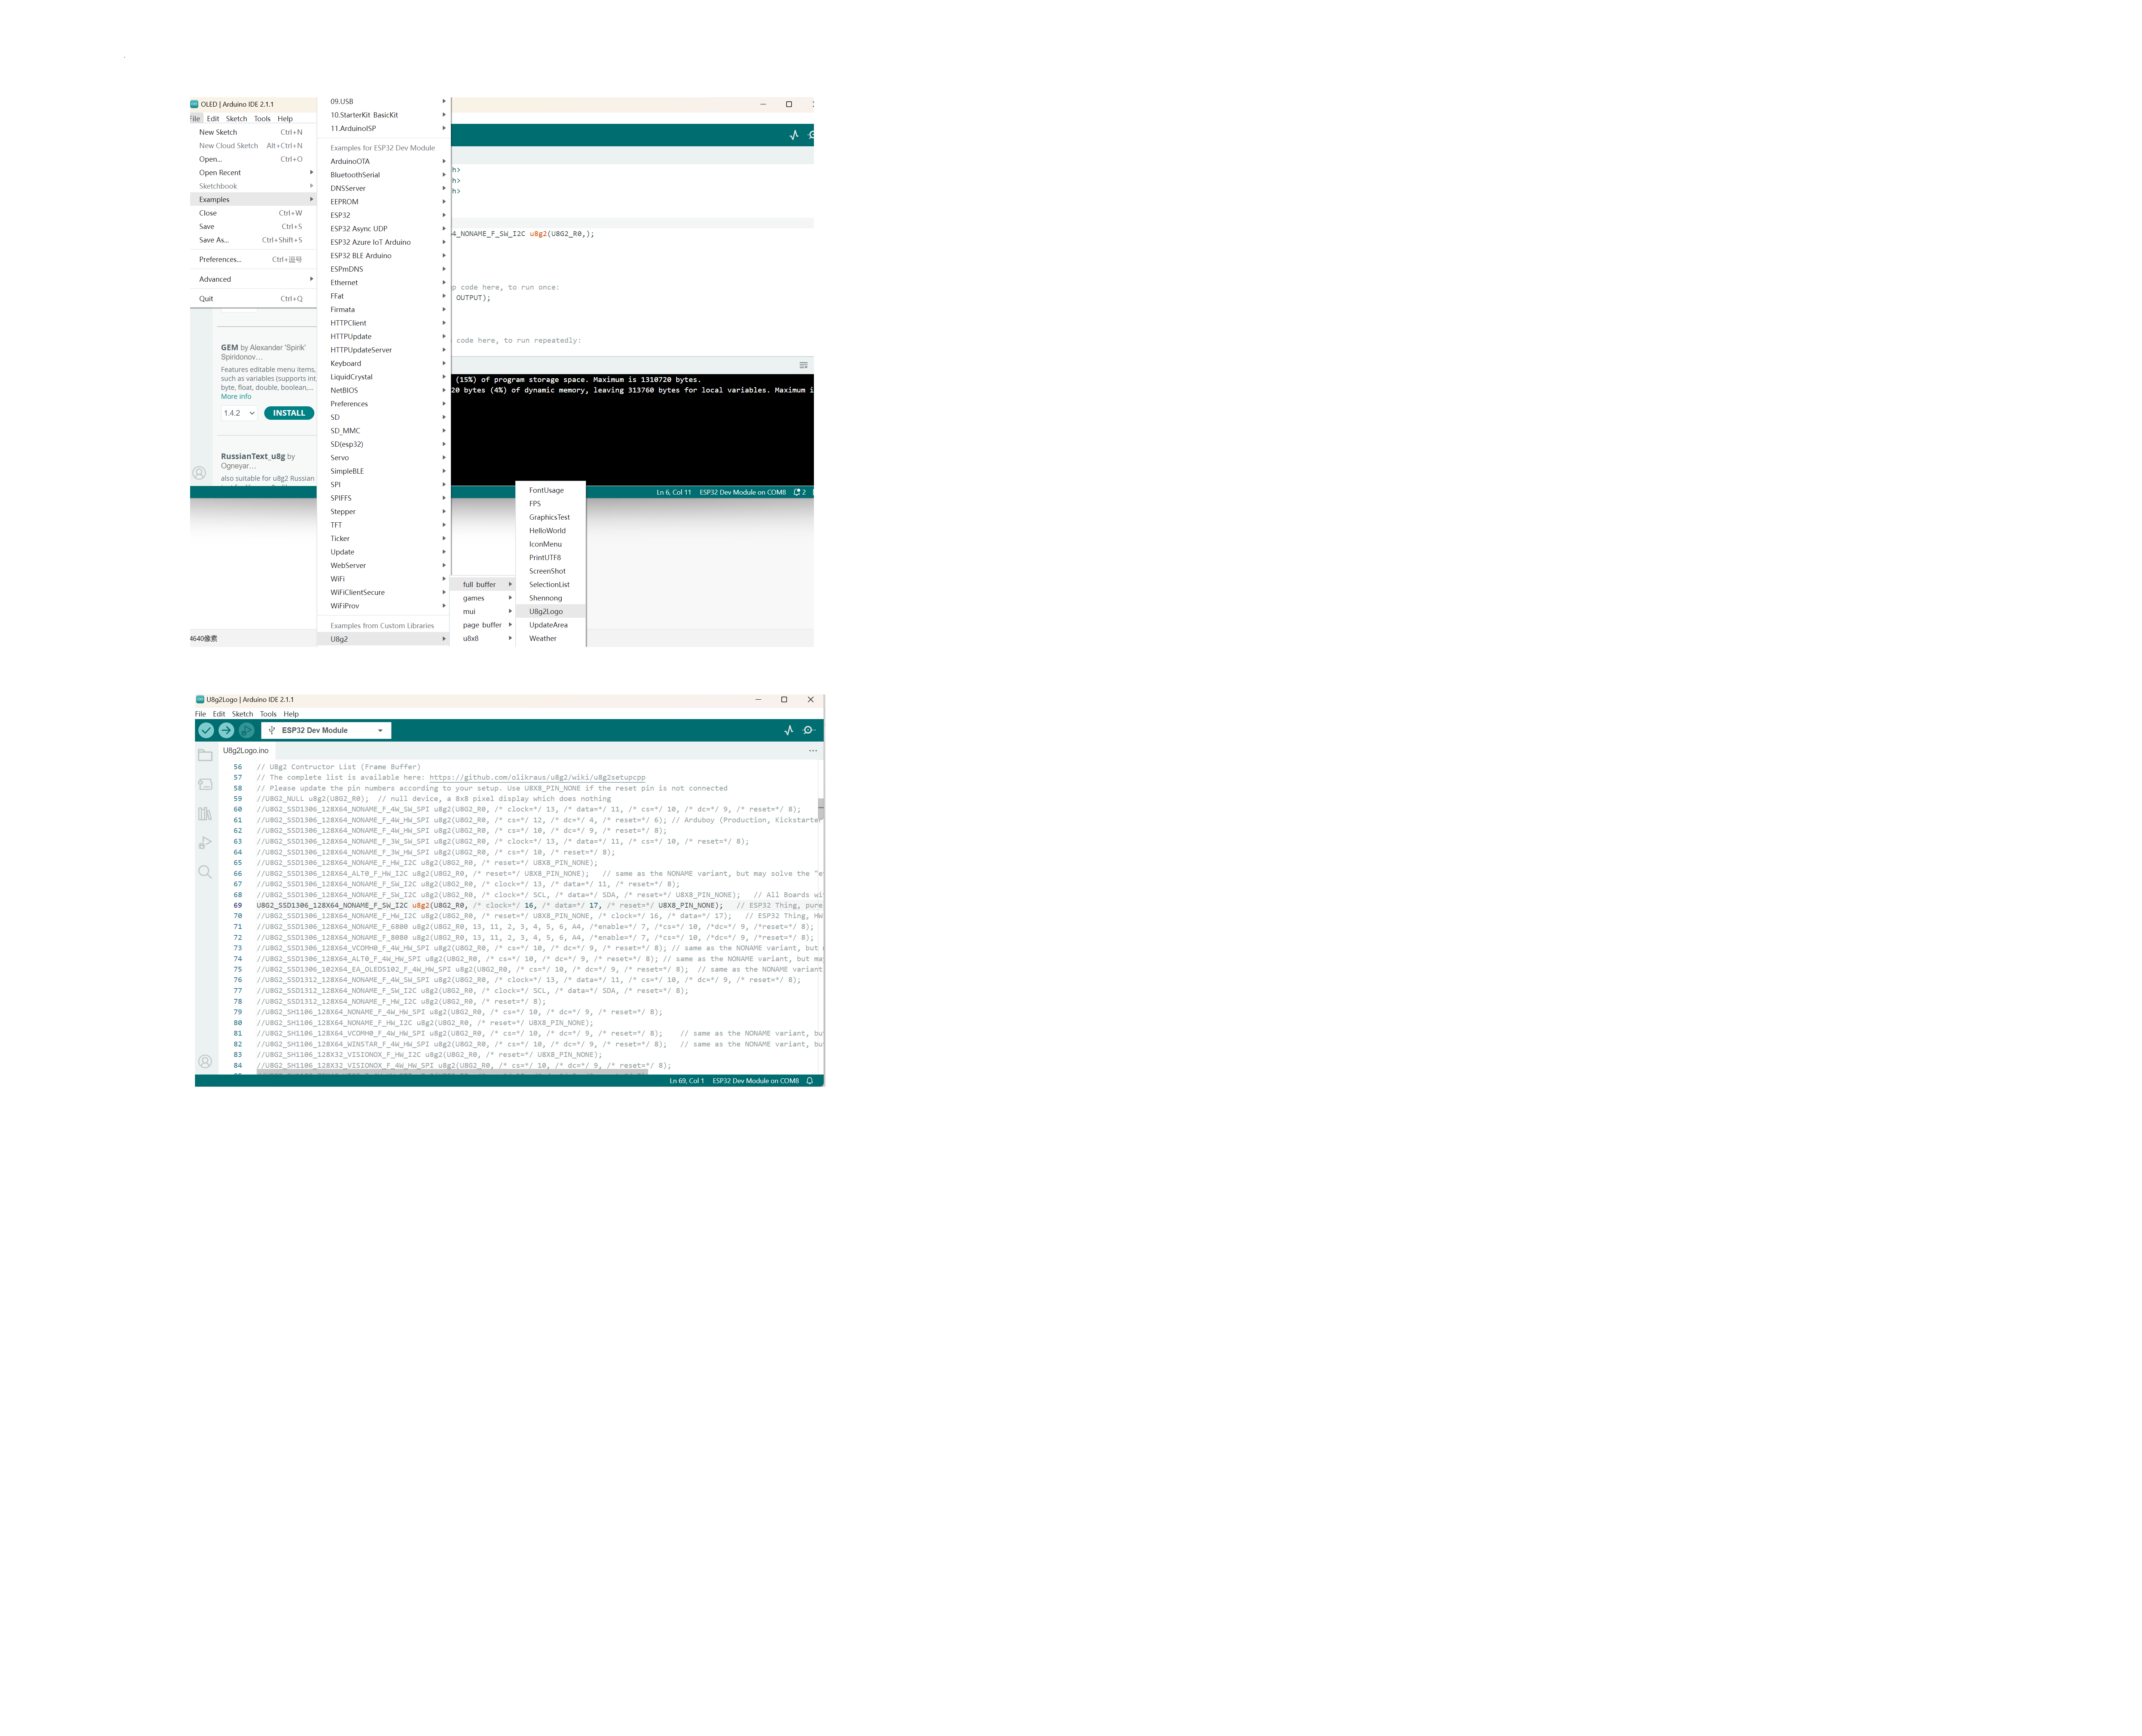 OLED | Arduino IDE 2.1.1
File Edit Sketch Tools Help
New Sketch Ctrl+N
New Cloud Sketch Alt+Ctrl+N
Open... Ctrl+O
Open Recent
Sketchbook
Examples
Close Ctrl+W
Save Ctrl+S
Save As... Ctrl+Shift+S
Preferences... Ctrl+逗号
Advanced
Quit Ctrl+Q
GEM by Alexander 'Spirik'
Spiridonov...
Features editable menu items,
such as variables (supports int,
byte, float, double, boolean,...
More info
1.4.2 INSTALL
RussianText_u8g by
Ogneyar...
also suitable for u8g2 Russian
4640像素
09.USB
10.StarterKit BasicKit
11.ArduinoISP
Examples for ESP32 Dev Module
ArduinoOTA
BluetoothSerial
DNSServer
EEPROM
ESP32
ESP32 Async UDP
ESP32 Azure IoT Arduino
ESP32 BLE Arduino
ESPmDNS
Ethernet
FFat
Firmata
HTTPClient
HTTPUpdate
HTTPUpdateServer
Keyboard
LiquidCrystal
NetBIOS
Preferences
SD
SD_MMC
SD(esp32)
Servo
SimpleBLE
SPI
SPIFFS
Stepper
TFT
Ticker
Update
WebServer
WiFi
WiFiClientSecure
WiFiProv
Examples from Custom Libraries
U8g2
full_buffer
games
mui
page_buffer
u8x8
FontUsage
FPS
GraphicsTest
HelloWorld
IconMenu
PrintUTF8
ScreenShot
SelectionList
Shennong
U8g2Logo
UpdateArea
Weather
h>
h>
h>
4_NONAME_F_SW_I2C u8g2(U8G2_R0,);
p code here, to run once:
OUTPUT);
code here, to run repeatedly:
(15%) of program storage space. Maximum is 1310720 bytes.
20 bytes (4%) of dynamic memory, leaving 313760 bytes for local variables. Maximum i
Ln 6, Col 11 ESP32 Dev Module on COM8 2
U8g2Logo | Arduino IDE 2.1.1
File Edit Sketch Tools Help
ESP32 Dev Module
U8g2Logo.ino
56 // U8g2 Contructor List (Frame Buffer)
57 // The complete list is available here: https://github.com/olikraus/u8g2/wiki/u8g2setupcpp
58 // Please update the pin numbers according to your setup. Use U8X8_PIN_NONE if the reset pin is not connected
59 //U8G2_NULL u8g2(U8G2_R0); // null device, a 8x8 pixel display which does nothing
60 //U8G2_SSD1306_128X64_NONAME_F_4W_SW_SPI u8g2(U8G2_R0, /* clock=*/ 13, /* data=*/ 11, /* cs=*/ 10, /* dc=*/ 9, /* reset=*/ 8);
61 //U8G2_SSD1306_128X64_NONAME_F_4W_HW_SPI u8g2(U8G2_R0, /* cs=*/ 12, /* dc=*/ 4, /* reset=*/ 6); // Arduboy (Production, Kickstarter
62 //U8G2_SSD1306_128X64_NONAME_F_4W_HW_SPI u8g2(U8G2_R0, /* cs=*/ 10, /* dc=*/ 9, /* reset=*/ 8);
63 //U8G2_SSD1306_128X64_NONAME_F_3W_SW_SPI u8g2(U8G2_R0, /* clock=*/ 13, /* data=*/ 11, /* cs=*/ 10, /* reset=*/ 8);
64 //U8G2_SSD1306_128X64_NONAME_F_3W_HW_SPI u8g2(U8G2_R0, /* cs=*/ 10, /* reset=*/ 8);
65 //U8G2_SSD1306_128X64_NONAME_F_HW_I2C u8g2(U8G2_R0, /* reset=*/ U8X8_PIN_NONE);
66 //U8G2_SSD1306_128X64_ALT0_F_HW_I2C u8g2(U8G2_R0, /* reset=*/ U8X8_PIN_NONE); // same as the NONAME variant, but may solve the "e
67 //U8G2_SSD1306_128X64_NONAME_F_SW_I2C u8g2(U8G2_R0, /* clock=*/ 13, /* data=*/ 11, /* reset=*/ 8);
68 //U8G2_SSD1306_128X64_NONAME_F_SW_I2C u8g2(U8G2_R0, /* clock=*/ SCL, /* data=*/ SDA, /* reset=*/ U8X8_PIN_NONE); // All Boards wi
69 U8G2_SSD1306_128X64_NONAME_F_SW_I2C u8g2(U8G2_R0, /* clock=*/ 16, /* data=*/ 17, /* reset=*/ U8X8_PIN_NONE); // ESP32 Thing, pure
70 //U8G2_SSD1306_128X64_NONAME_F_HW_I2C u8g2(U8G2_R0, /* reset=*/ U8X8_PIN_NONE, /* clock=*/ 16, /* data=*/ 17); // ESP32 Thing, HW
71 //U8G2_SSD1306_128X64_NONAME_F_6800 u8g2(U8G2_R0, 13, 11, 2, 3, 4, 5, 6, A4, /*enable=*/ 7, /*cs=*/ 10, /*dc=*/ 9, /*reset=*/ 8);
72 //U8G2_SSD1306_128X64_NONAME_F_8080 u8g2(U8G2_R0, 13, 11, 2, 3, 4, 5, 6, A4, /*enable=*/ 7, /*cs=*/ 10, /*dc=*/ 9, /*reset=*/ 8);
73 //U8G2_SSD1306_128X64_VCOMH0_F_4W_HW_SPI u8g2(U8G2_R0, /* cs=*/ 10, /* dc=*/ 9, /* reset=*/ 8); // same as the NONAME variant, but
74 //U8G2_SSD1306_128X64_ALT0_F_4W_HW_SPI u8g2(U8G2_R0, /* cs=*/ 10, /* dc=*/ 9, /* reset=*/ 8); // same as the NONAME variant, but ma
75 //U8G2_SSD1306_102X64_EA_OLEDS102_F_4W_HW_SPI u8g2(U8G2_R0, /* cs=*/ 10, /* dc=*/ 9, /* reset=*/ 8); // same as the NONAME variant
76 //U8G2_SSD1312_128X64_NONAME_F_4W_SW_SPI u8g2(U8G2_R0, /* clock=*/ 13, /* data=*/ 11, /* cs=*/ 10, /* dc=*/ 9, /* reset=*/ 8);
77 //U8G2_SSD1312_128X64_NONAME_F_SW_I2C u8g2(U8G2_R0, /* clock=*/ SCL, /* data=*/ SDA, /* reset=*/ 8);
78 //U8G2_SSD1312_128X64_NONAME_F_HW_I2C u8g2(U8G2_R0, /* reset=*/ 8);
79 //U8G2_SH1106_128X64_NONAME_F_4W_HW_SPI u8g2(U8G2_R0, /* cs=*/ 10, /* dc=*/ 9, /* reset=*/ 8);
80 //U8G2_SH1106_128X64_NONAME_F_HW_I2C u8g2(U8G2_R0, /* reset=*/ U8X8_PIN_NONE);
81 //U8G2_SH1106_128X64_VCOMH0_F_4W_HW_SPI u8g2(U8G2_R0, /* cs=*/ 10, /* dc=*/ 9, /* reset=*/ 8); // same as the NONAME variant, bu
82 //U8G2_SH1106_128X64_WINSTAR_F_4W_HW_SPI u8g2(U8G2_R0, /* cs=*/ 10, /* dc=*/ 9, /* reset=*/ 8); // same as the NONAME variant, bu
83 //U8G2_SH1106_128X32_VISIONOX_F_HW_I2C u8g2(U8G2_R0, /* reset=*/ U8X8_PIN_NONE);
84 //U8G2_SH1106_128X32_VISIONOX_F_4W_HW_SPI u8g2(U8G2_R0, /* cs=*/ 10, /* dc=*/ 9, /* reset=*/ 8);
Ln 69, Col 1 ESP32 Dev Module on COM8